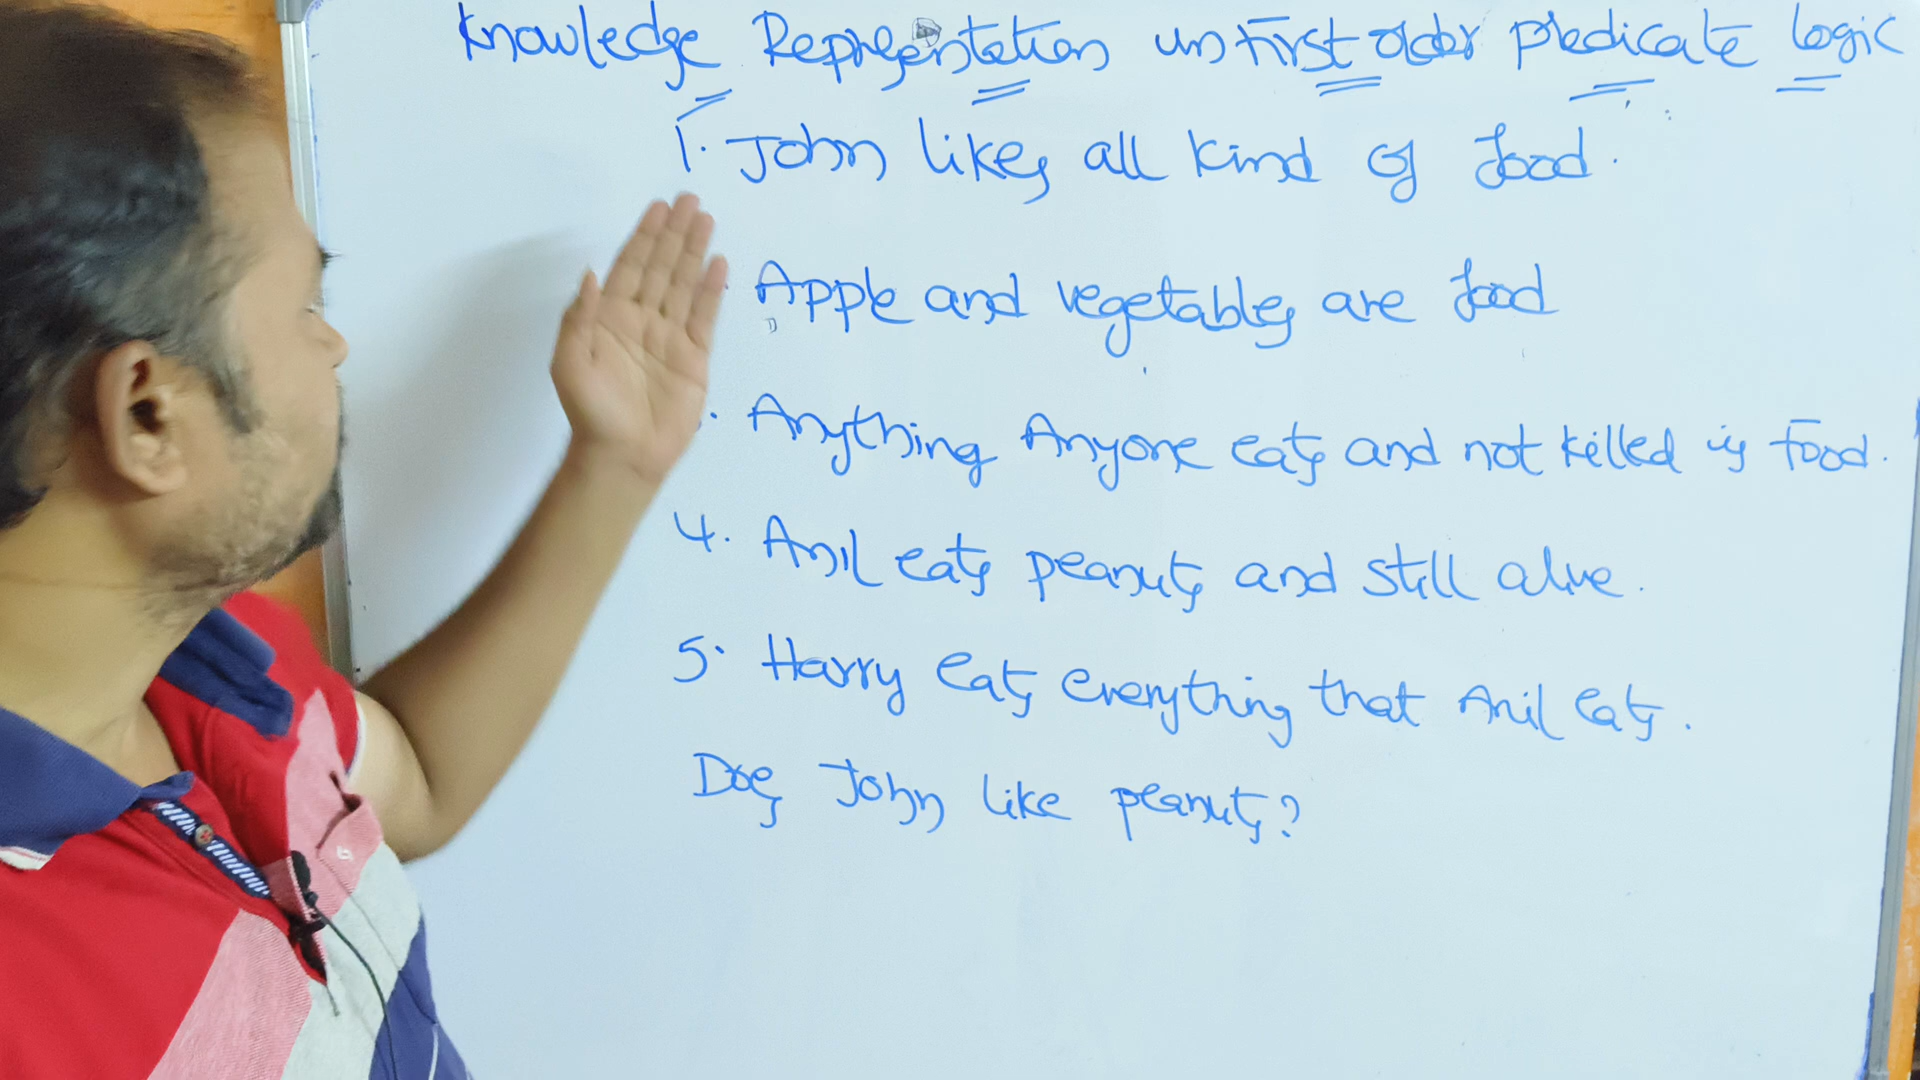 Knowledge Representation in First order predicate logic
1. John likes all kind of food.
Apple and vegetables are food
. Anything Anyone eats and not killed is food.
4. Anil eats peanuts and still alive.
5. Harry eats everything that Anil eats.
Does John like peanuts?